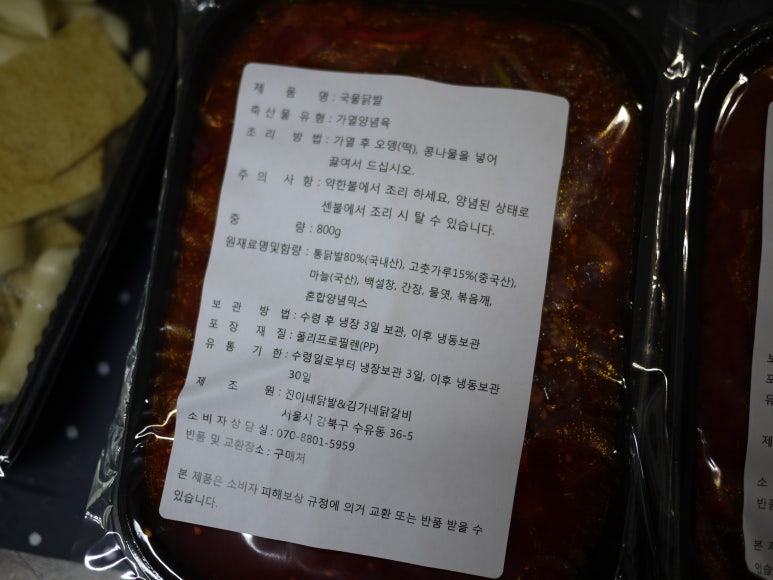 제 품 명 : 국물닭발
축 산 물 유 형 : 가열양념육
조 리 방 법 : 가열 후 오뎅(떡), 콩나물을 넣어
끓여서 드십시오.
주 의 사 항 : 약한불에서 조리 하세요, 양념된 상태로
센불에서 조리 시 탈 수 있습니다.
중 량 : 800g
원재료명및함량 : 통닭발80%(국내산), 고춧가루15%(중국산),
마늘(국산), 백설창, 간장, 물엿, 볶음깨,
혼합양념믹스
보 관 방 법 : 수령 후 냉장 3일 보관, 이후 냉동보관
포 장 재 질 : 폴리프로필렌(PP)
유 통 기 한 : 수령일로부터 냉장보관 3일, 이후 냉동보관
30일
제 조 원 : 진이네닭발&김가네닭갈비
서울시 강북구 수유동 36-5
소 비 자 상 담 실 : 070-8801-5959
반품 및 교환장소 : 구매처
본 제품은 소비자 피해보상 규정에 의거 교환 또는 반품 받을 수
있습니다.